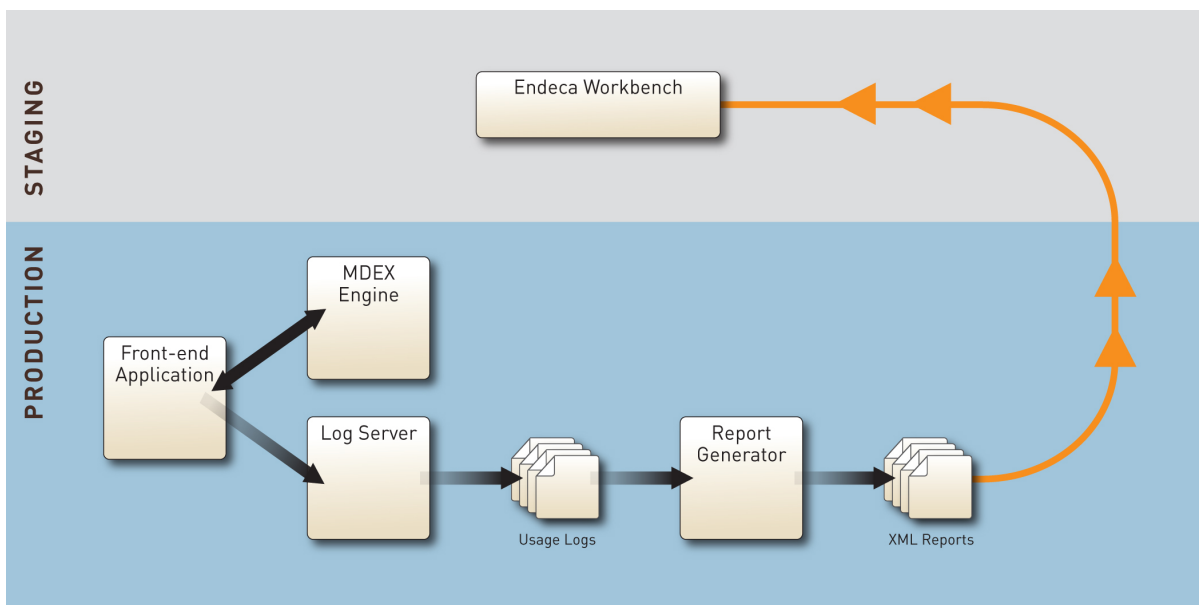 STAGING
Endeca Workbench
PRODUCTION
MDEX
Engine
Front-end
Application
Log Server
Report
Generator
Usage Logs
XML Reports